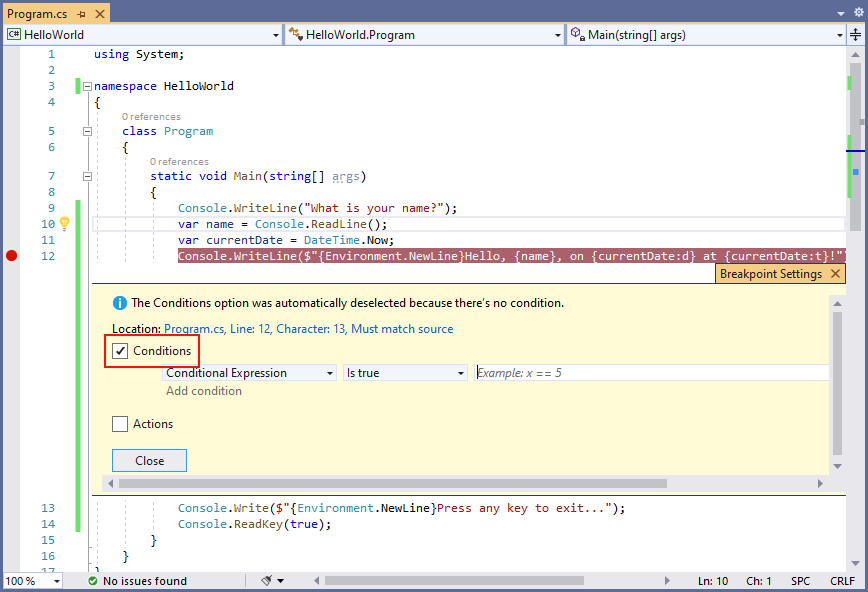 Program.cs
HelloWorld HelloWorld.Program Main(string[] args)
1 using System;
2
3 namespace HelloWorld
4 {
0 references
5 class Program
6 {
0 references
7 static void Main(string[] args)
8 {
9 Console.WriteLine("What is your name?");
10 var name = Console.ReadLine();
11 var currentDate = DateTime.Now;
12 Console.WriteLine($"{Environment.NewLine}Hello, {name}, on {currentDate:d} at {currentDate:t}!"
Breakpoint Settings
The Conditions option was automatically deselected because there's no condition.
Location: Program.cs, Line: 12, Character: 13, Must match source
Conditions
Conditional Expression Is true Example: x == 5
Add condition
Actions
Close
13 Console.Write($"{Environment.NewLine}Press any key to exit...");
14 Console.ReadKey(true);
15 }
16 }
17 }
100 % No issues found Ln: 10 Ch: 1 SPC CRLF